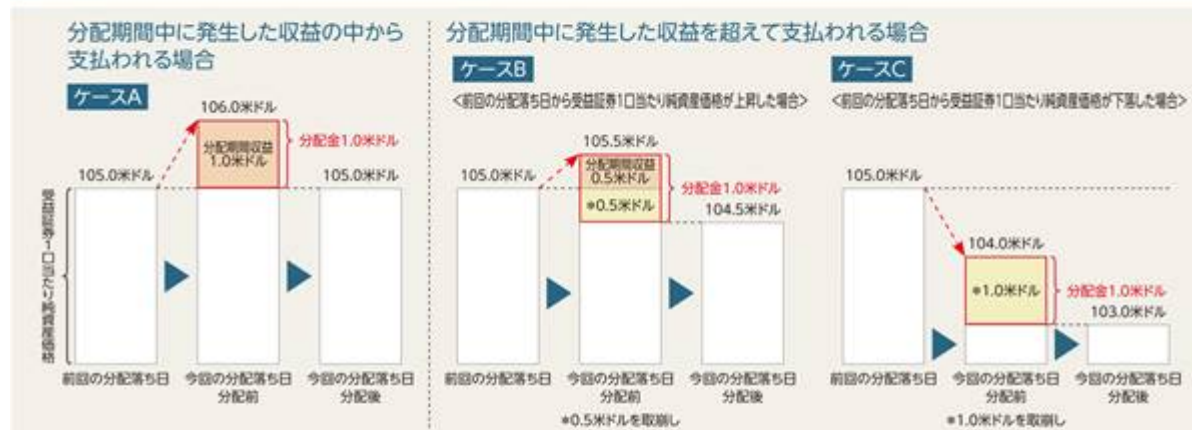 分配期間中に発生した収益の中から
支払われる場合
ケースA
106.0米ドル
分配期間収益
1.0米ドル
分配金1.0米ドル
105.0米ドル
105.0米ドル
受益証券1口当たり純資産価格
前回の分配落ち日
今回の分配落ち日
分配前
今回の分配落ち日
分配後
分配期間中に発生した収益を超えて支払われる場合
ケースB
<前回の分配落ち日から受益証券1口当たり純資産価格が上昇した場合>
105.5米ドル
105.0米ドル
分配期間収益
0.5米ドル
*0.5米ドル
分配金1.0米ドル
104.5米ドル
前回の分配落ち日
今回の分配落ち日
分配前
今回の分配落ち日
分配後
*0.5米ドルを取崩し
ケースC
<前回の分配落ち日から受益証券1口当たり純資産価格が下落した場合>
105.0米ドル
104.0米ドル
*1.0米ドル
分配金1.0米ドル
103.0米ドル
前回の分配落ち日
今回の分配落ち日
分配前
今回の分配落ち日
分配後
*1.0米ドルを取崩し